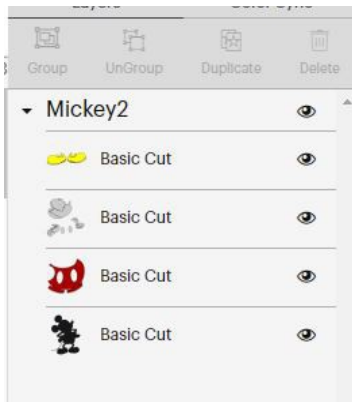 Layers Color Sync
Group UnGroup Duplicate Delete
Mickey2
Basic Cut
Basic Cut
Basic Cut
Basic Cut